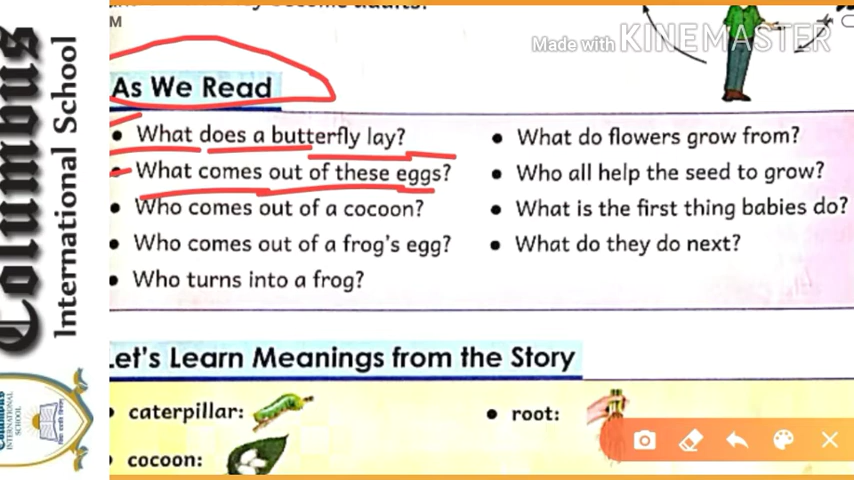 adults.
M
Made with KINEMASTER
Columbus
International School
As We Read
• What does a butterfly lay?
• What comes out of these eggs?
• Who comes out of a cocoon?
• Who comes out of a frog's egg?
• Who turns into a frog?
• What do flowers grow from?
• Who all help the seed to grow?
• What is the first thing babies do?
• What do they do next?
Let's Learn Meanings from the Story
• caterpillar:
• cocoon:
• root:
INTERNATIONAL
SCHOOL